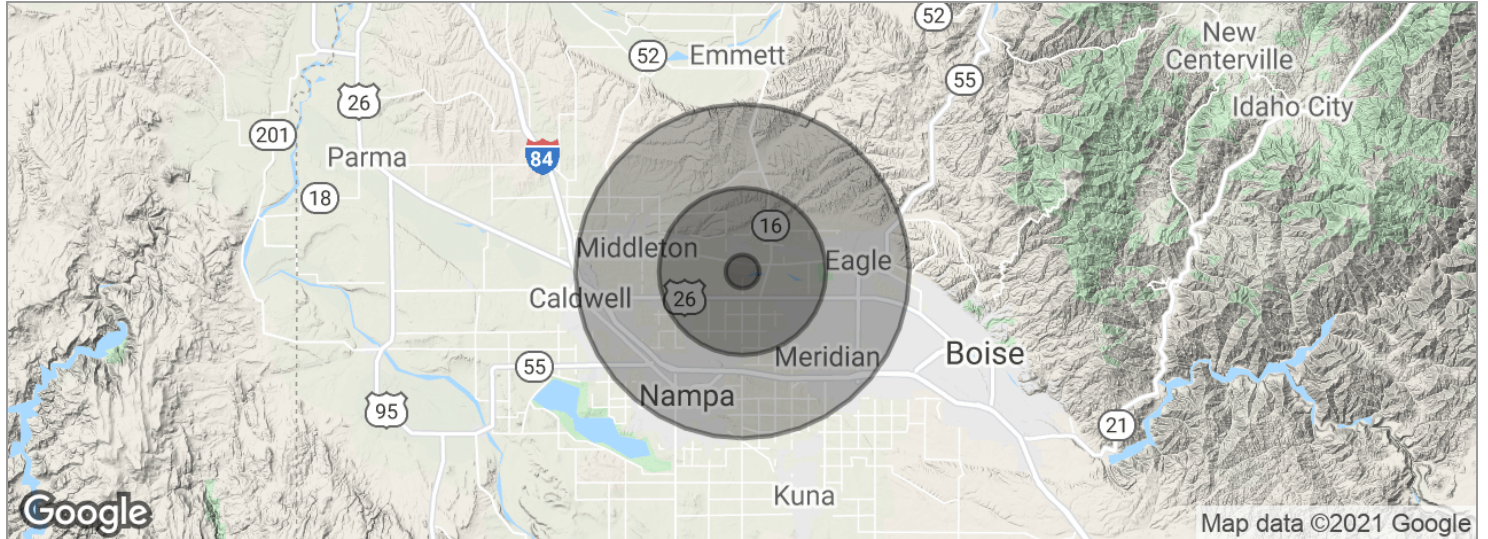 52
New
Centerville
52
Emmett
55
26
Idaho City
201
Parma
84
18
16
Middleton
Eagle
Caldwell
26
Meridian
Boise
55
Nampa
95
21
Kuna
Google
Map data ©2021 Google